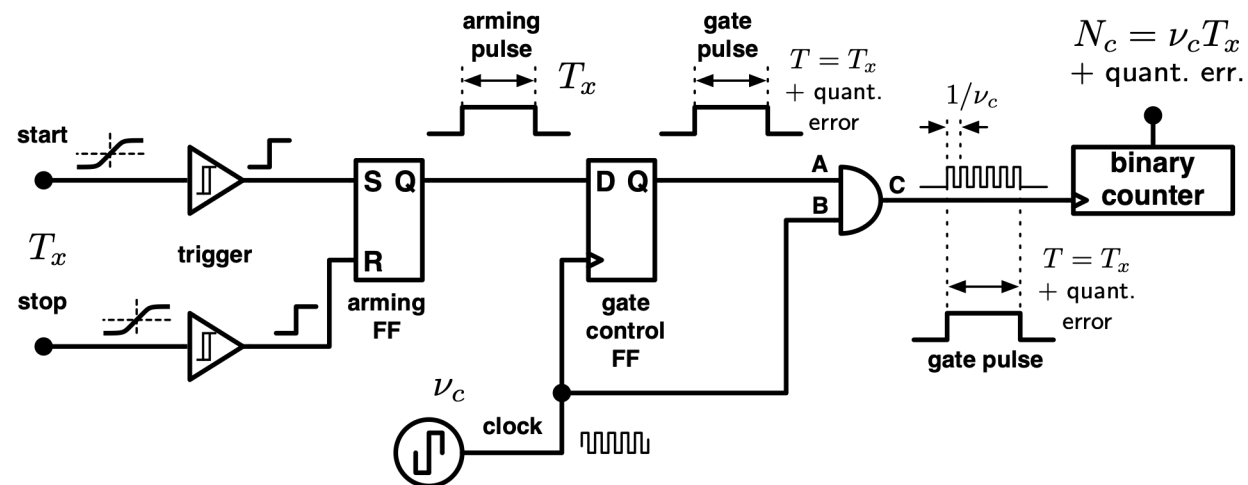 arming
pulse
T_x
gate
pulse
T = T_x
+ quant.
error
N_c = ν_c T_x
+ quant. err.
1/ν_c
start
S Q
D Q
A
B
C
binary
counter
T_x
trigger
R
stop
arming
FF
gate
control
FF
T = T_x
+ quant.
error
gate pulse
ν_c
clock